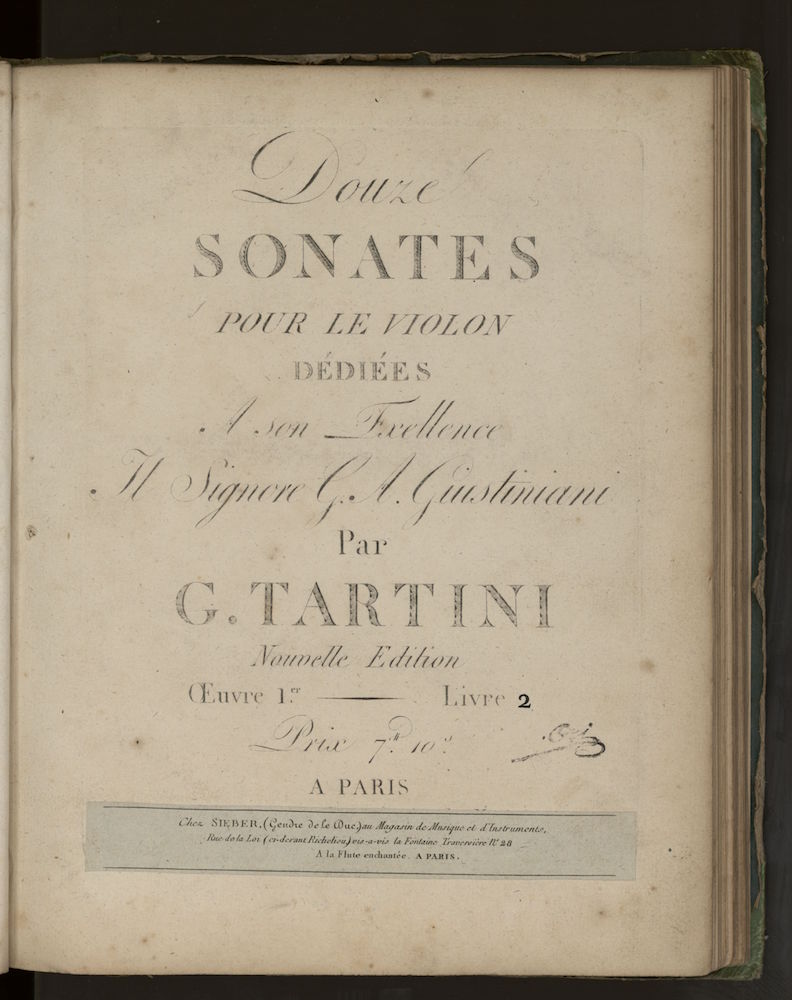 Douze
SONATES
POUR LE VIOLON
DÉDIÉES
A son Exellence
Il Signore G. A. Giustiniani
Par
G. TARTINI
Nouvelle Edition
Œuvre 1.er Livre 2
Prix 7.tt 10.s
A PARIS
Chez SIEBER, (Gendre de le Duc) au Magasin de Musique et d'Instruments,
Rue de la Loi (ci-devant Richelieu) vis-a-vis la Fontaine Traversière N.o 28
A la Flute enchantée. A PARIS.